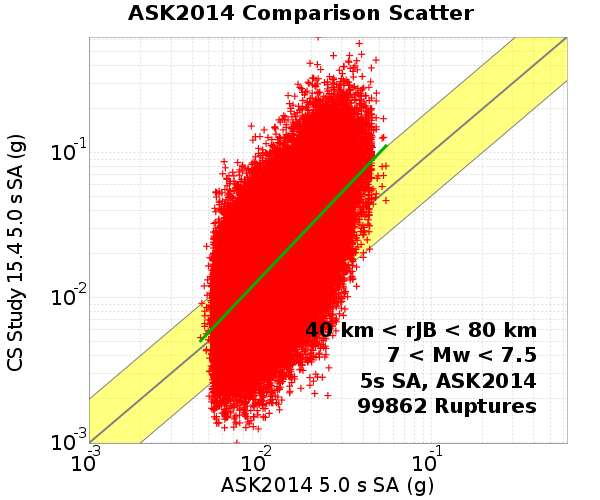 ASK2014 Comparison Scatter
CS Study 15.4 5.0 s SA (g)
10-1
10-2
10-3
40 km < rJB < 80 km
7 < Mw < 7.5
5s SA, ASK2014
99862 Ruptures
10-3 10-2 10-1
ASK2014 5.0 s SA (g)